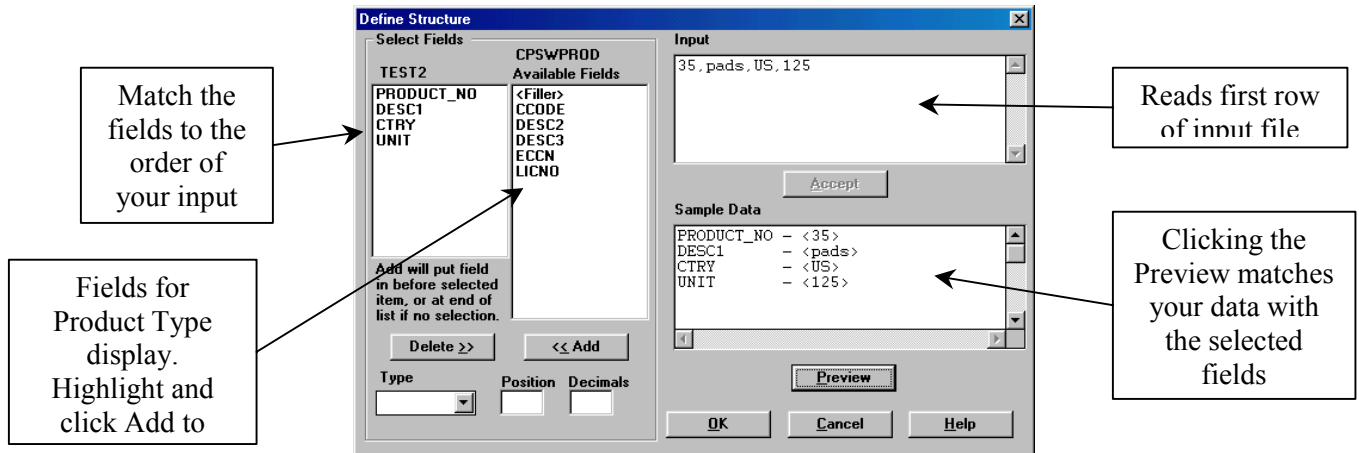 Define Structure
Select Fields
TEST2
CPSWPROD
Available Fields
PRODUCT_NO
DESC1
CTRY
UNIT
<Filler>
CCODE
DESC2
DESC3
ECCN
LICNO
Add will put field
in before selected
item, or at end of
list if no selection.
Delete >>
<< Add
Type
Position
Decimals
Input
35,pads,US,125
Accept
Sample Data
PRODUCT_NO - <35>
DESC1 - <pads>
CTRY - <US>
UNIT - <125>
Preview
OK
Cancel
Help
Match the
fields to the
order of
your input
Fields for
Product Type
display.
Highlight and
click Add to
Reads first row
of input file
Clicking the
Preview matches
your data with
the selected
fields